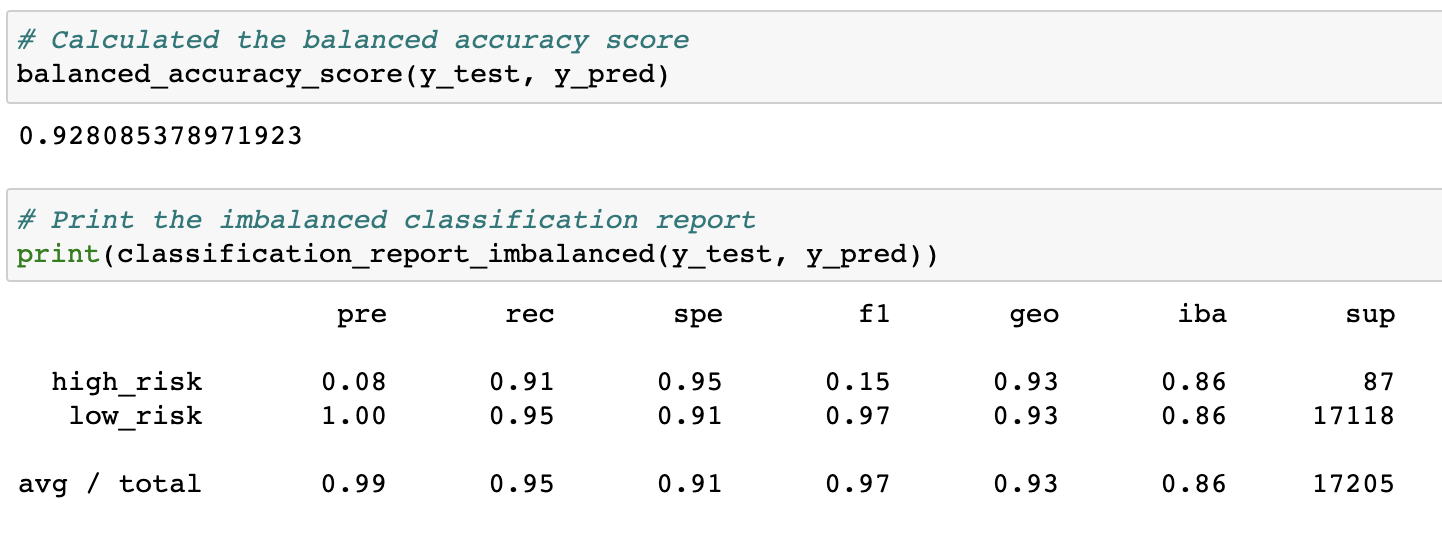 # Calculated the balanced accuracy score
balanced_accuracy_score(y_test, y_pred)
0.928085378971923
# Print the imbalanced classification report
print(classification_report_imbalanced(y_test, y_pred))
pre rec spe f1 geo iba sup
high_risk 0.08 0.91 0.95 0.15 0.93 0.86 87
low_risk 1.00 0.95 0.91 0.97 0.93 0.86 17118
avg / total 0.99 0.95 0.91 0.97 0.93 0.86 17205